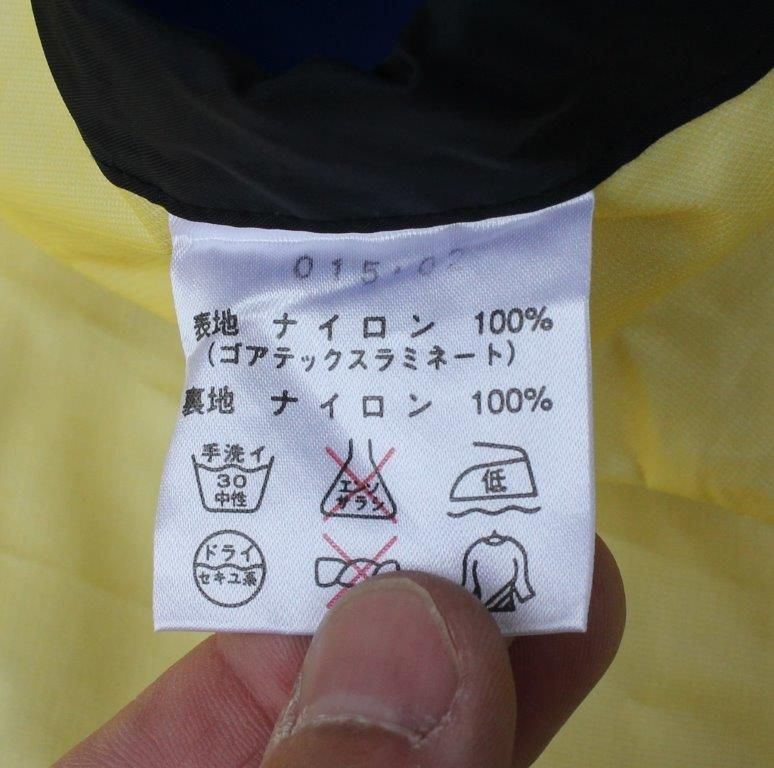 015.02
表地 ナイロン 100%
(ゴアテックスラミネート)
裏地 ナイロン 100%
手洗イ
30
中性
エンソ
サラシ
低
ドライ
セキユ系